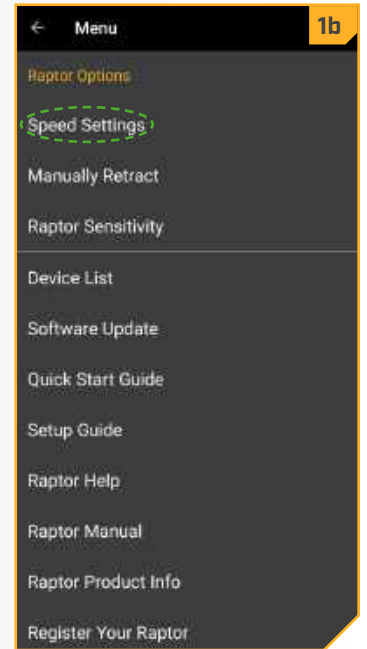 ← Menu
1b
Raptor Options
Speed Settings
Manually Retract
Raptor Sensitivity
Device List
Software Update
Quick Start Guide
Setup Guide
Raptor Help
Raptor Manual
Raptor Product Info
Register Your Raptor